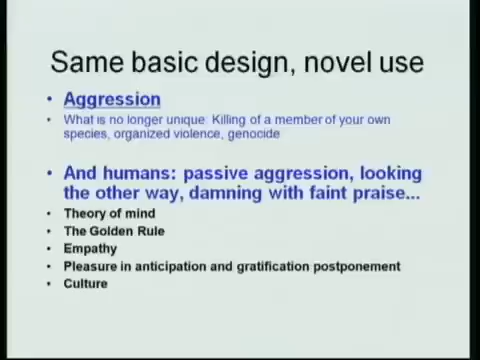 Same basic design, novel use
• Aggression
• What is no longer unique: Killing of a member of your own
species, organized violence, genocide
• And humans: passive aggression, looking
the other way, damning with faint praise...
• Theory of mind
• The Golden Rule
• Empathy
• Pleasure in anticipation and gratification postponement
• Culture